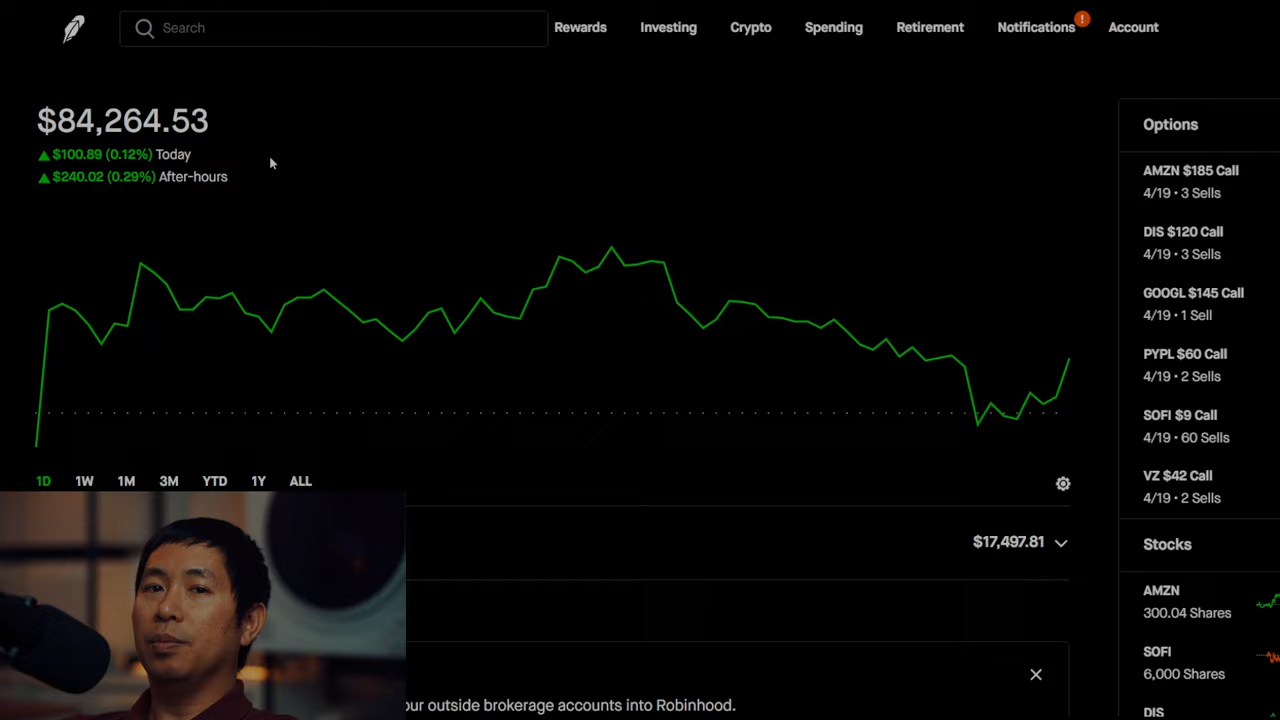 Search
Rewards
Investing
Crypto
Spending
Retirement
Notifications
!
Account
$84,264.53
$100.89 (0.12%) Today
$240.02 (0.29%) After-hours
1D
1W
1M
3M
YTD
1Y
ALL
$17,497.81
our outside brokerage accounts into Robinhood.
Options
AMZN $185 Call
4/19 • 3 Sells
DIS $120 Call
4/19 • 3 Sells
GOOGL $145 Call
4/19 • 1 Sell
PYPL $60 Call
4/19 • 2 Sells
SOFI $9 Call
4/19 • 60 Sells
VZ $42 Call
4/19 • 2 Sells
Stocks
AMZN
300.04 Shares
SOFI
6,000 Shares
DIS